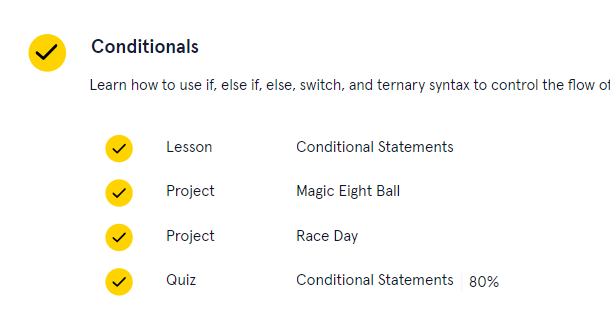 Conditionals
Learn how to use if, else if, else, switch, and ternary syntax to control the flow of
Lesson Conditional Statements
Project Magic Eight Ball
Project Race Day
Quiz Conditional Statements 80%